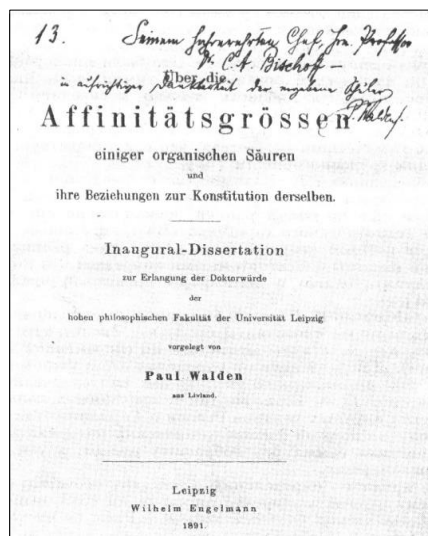 13. Seinem hochverehrten Chef, Hrn. Professor
Dr. C. A. Bischoff —
in aufrichtiger Dankbarkeit der ergebene Schüler
P. Walden.
Über die
Affinitätsgrössen
einiger organischen Säuren
und
ihre Beziehungen zur Konstitution derselben.
Inaugural-Dissertation
zur Erlangung der Doktorwürde
der
hohen philosophischen Fakultät der Universität Leipzig
vorgelegt von
Paul Walden
aus Livland.
Leipzig
Wilhelm Engelmann
1891.